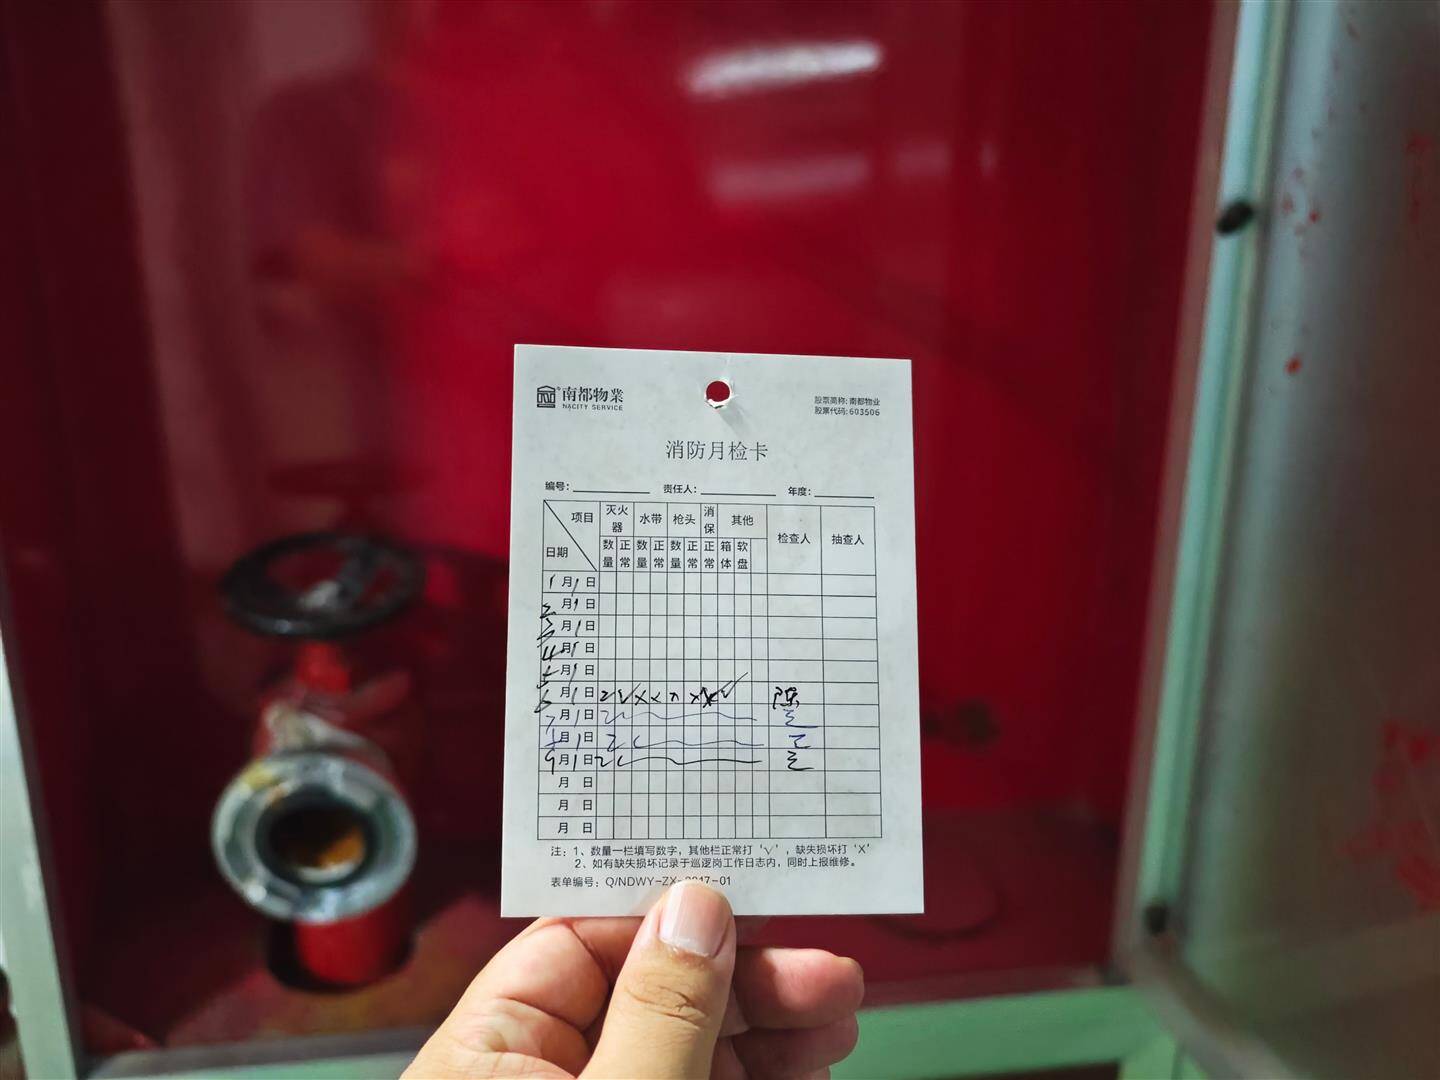 南都物業
NACITY SERVICE
股票简称: 南都物业
股票代码: 603506
消防月检卡
编号: 责任人: 年度:
项目 日期 灭火器 水带 枪头 消保 其他 检查人 抽查人
数量 正常 数量 正常 数量 正常 正常 箱体 软盘
1月1日
2月1日
3月1日
4月1日
5月1日
6月1日 2 √ X X X X X √ 陈
7月1日 2
8月1日 2
9月1日 2
月 日
月 日
月 日
注: 1、数量一栏填写数字，其他栏正常打‘√’，缺失损坏打‘X’
2、如有缺失损坏记录于巡逻岗工作日志内，同时上报维修。
表单编号: Q/NDWY-ZX-2017-01